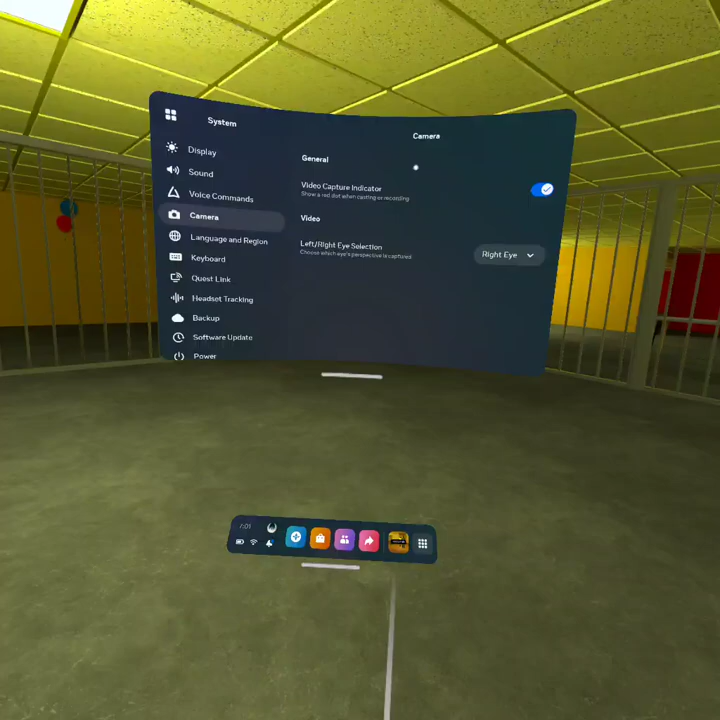 System
Display
Sound
Voice Commands
Camera
Language and Region
Keyboard
Quest Link
Headset Tracking
Backup
Software Update
Power
Camera
General
Video Capture Indicator
Show a red dot when casting or recording
Video
Left/Right Eye Selection
Choose which eye's perspective is captured
Right Eye
7:01